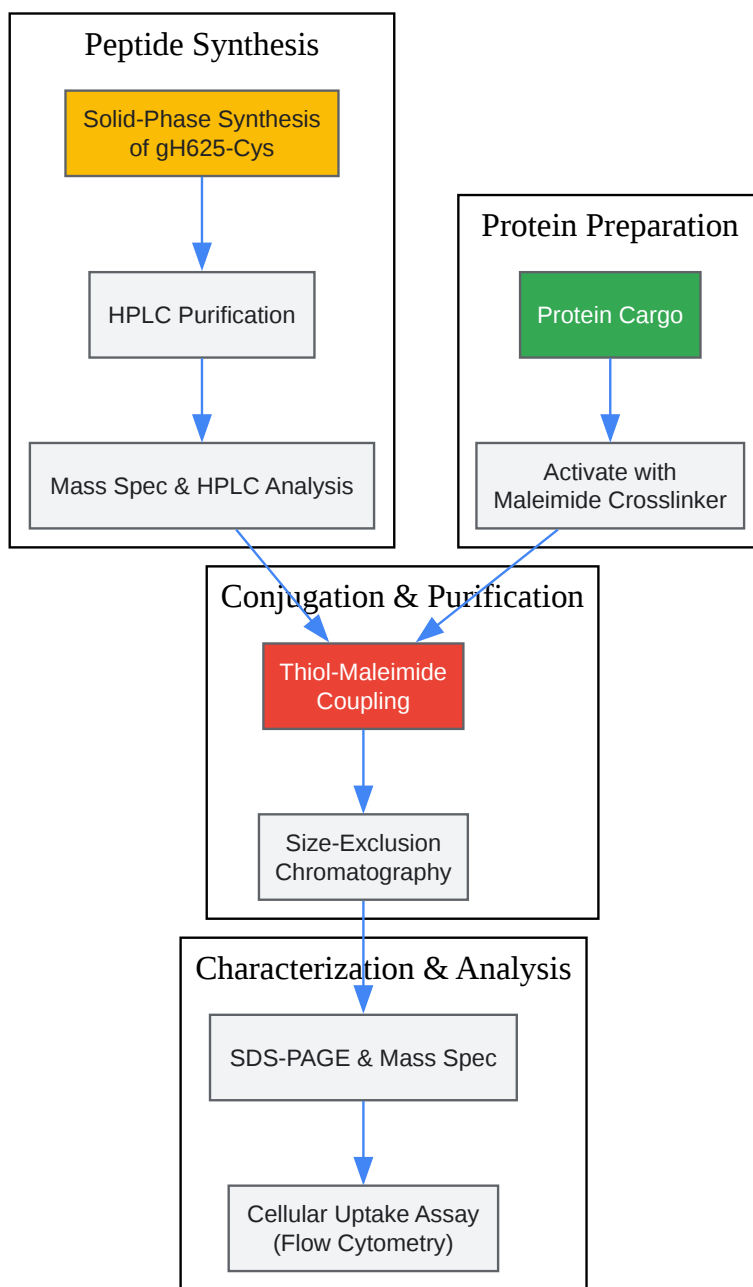 Peptide Synthesis
Solid-Phase Synthesis
of gH625-Cys
HPLC Purification
Mass Spec & HPLC Analysis
Protein Preparation
Protein Cargo
Activate with
Maleimide Crosslinker
Conjugation & Purification
Thiol-Maleimide
Coupling
Size-Exclusion
Chromatography
Characterization & Analysis
SDS-PAGE & Mass Spec
Cellular Uptake Assay
(Flow Cytometry)